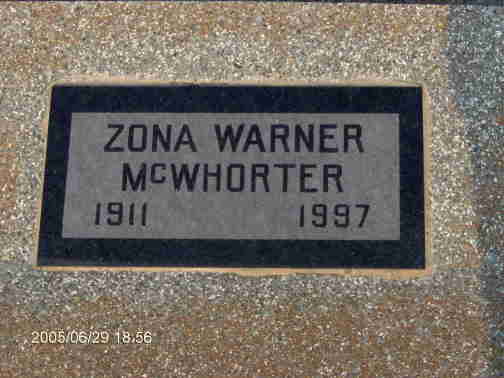 ZONA WARNER
McWHORTER
1911 1997
2005/06/29 18:56